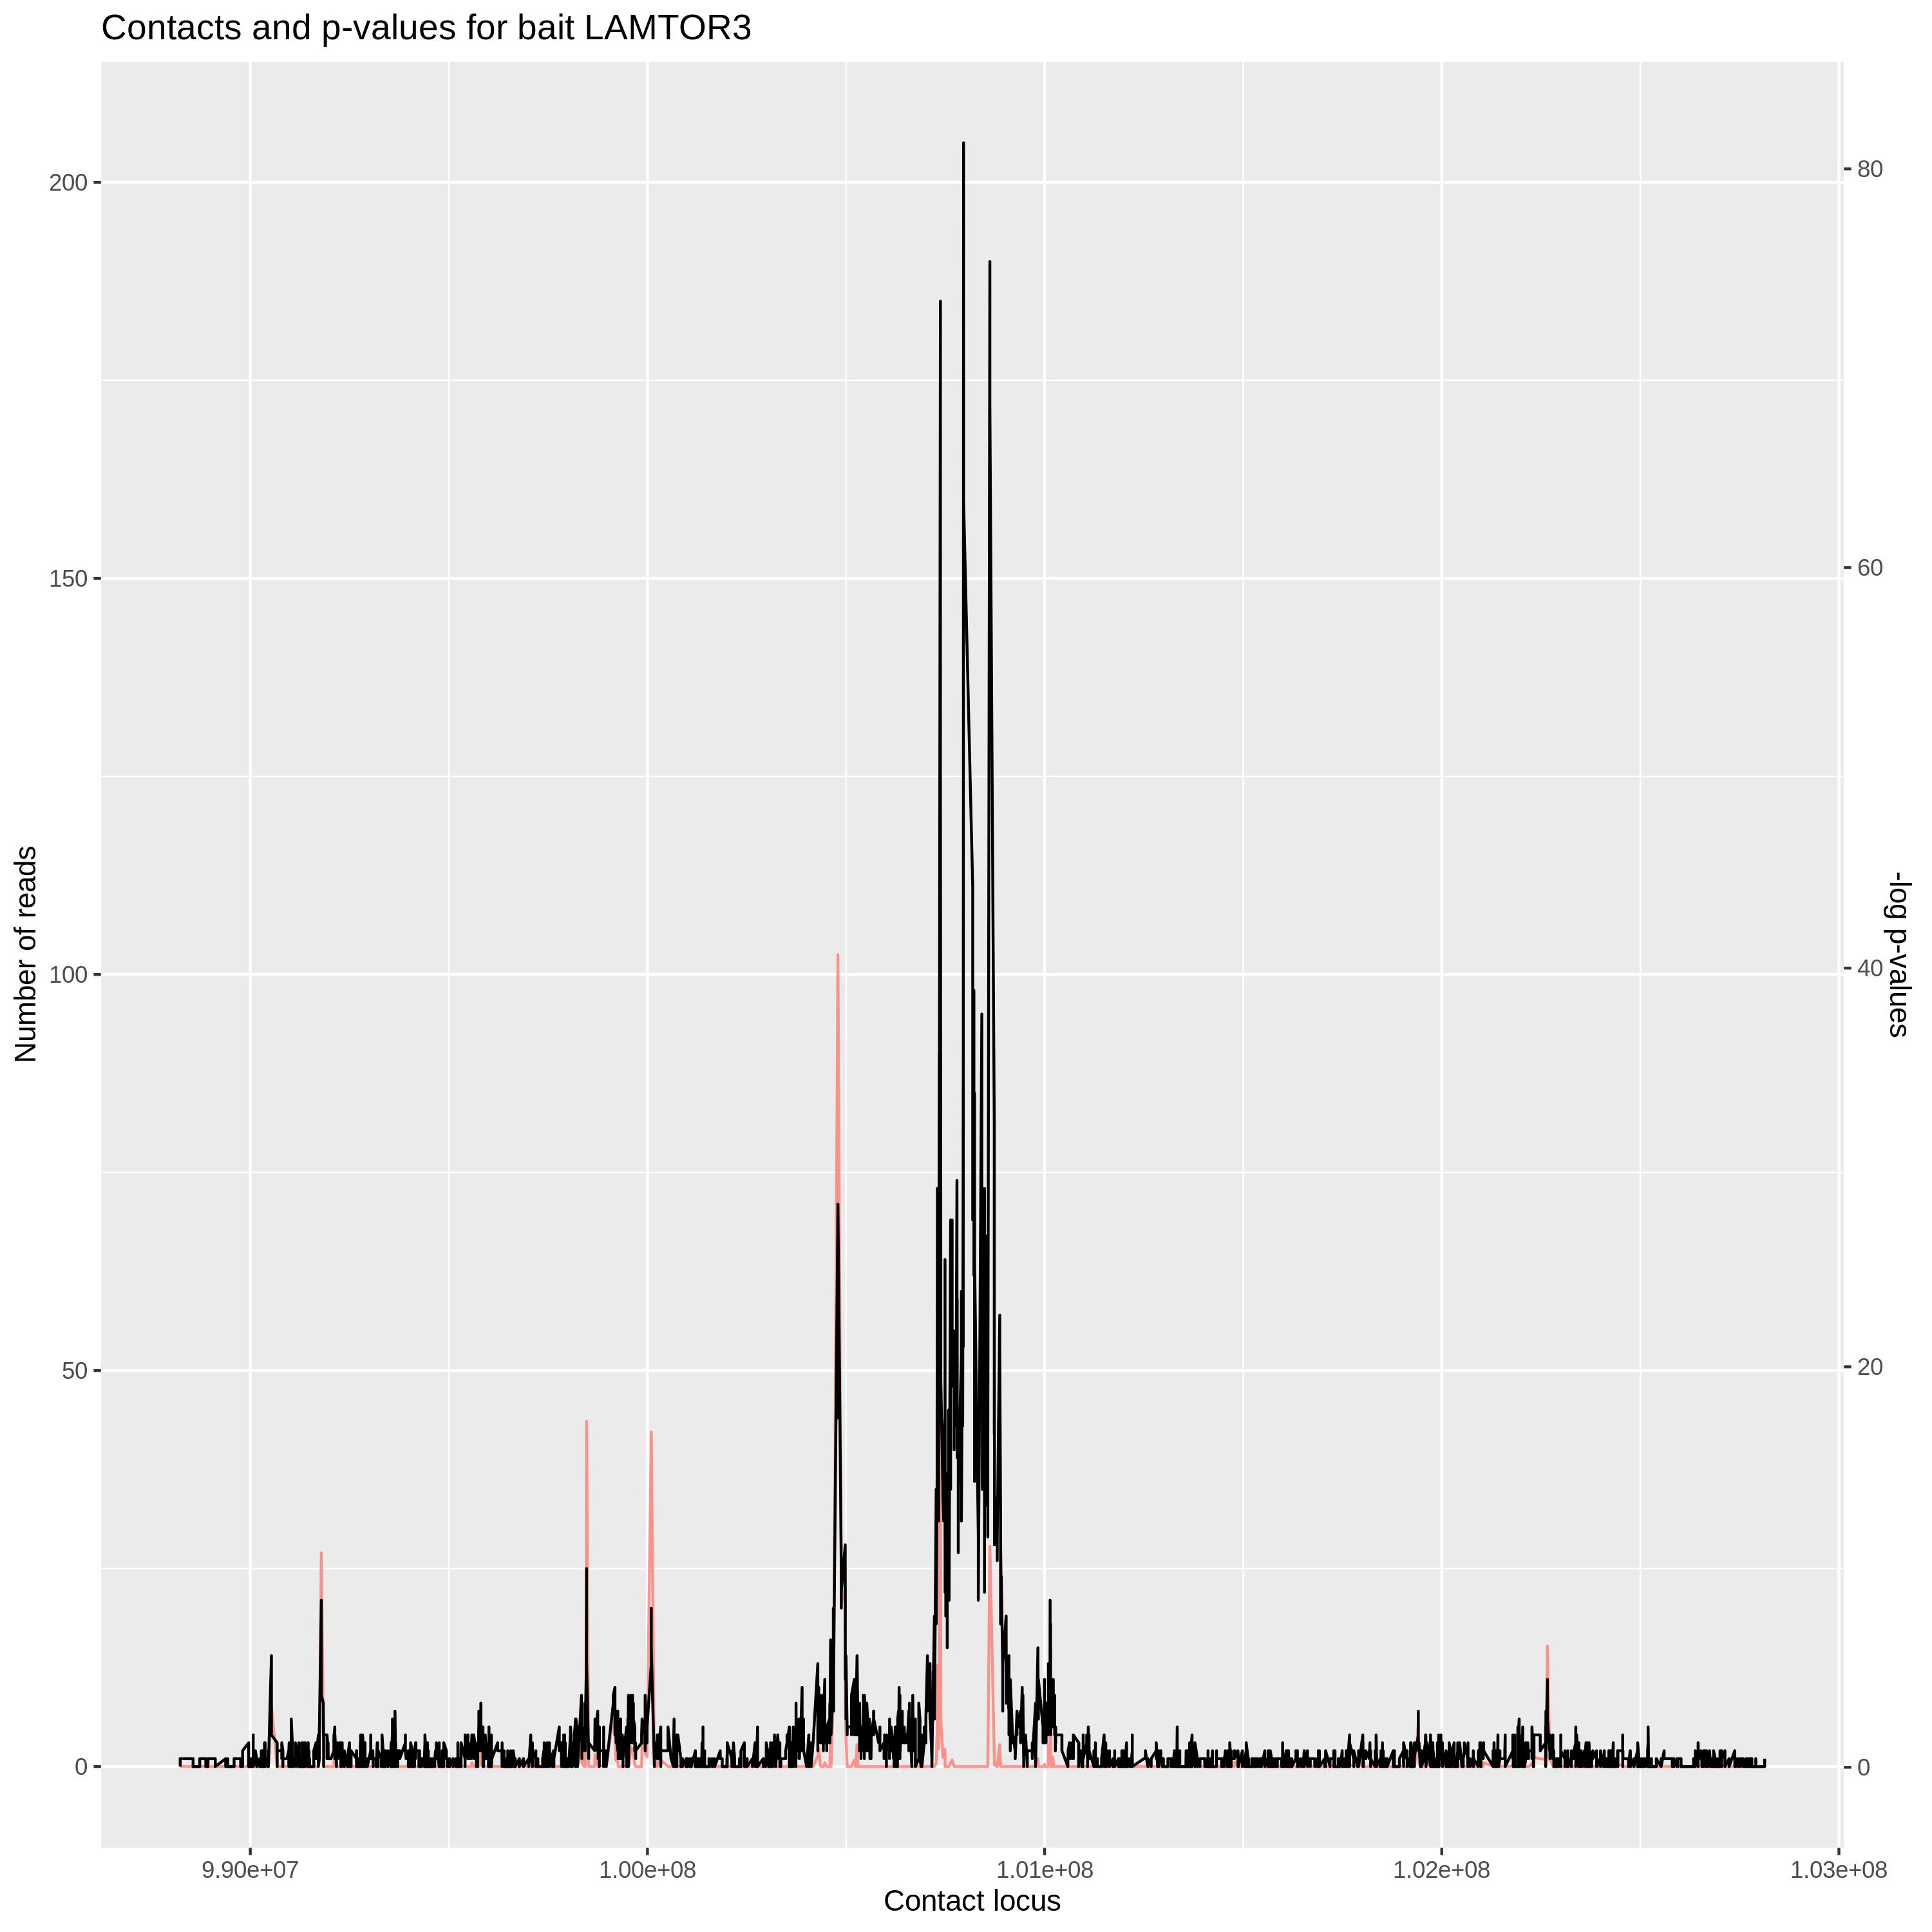 Contacts and p-values for bait LAMTOR3
200
150
100
50
0
Number of reads
80
60
40
20
0
-log p-values
9.90e+07
1.00e+08
1.01e+08
1.02e+08
1.03e+08
Contact locus